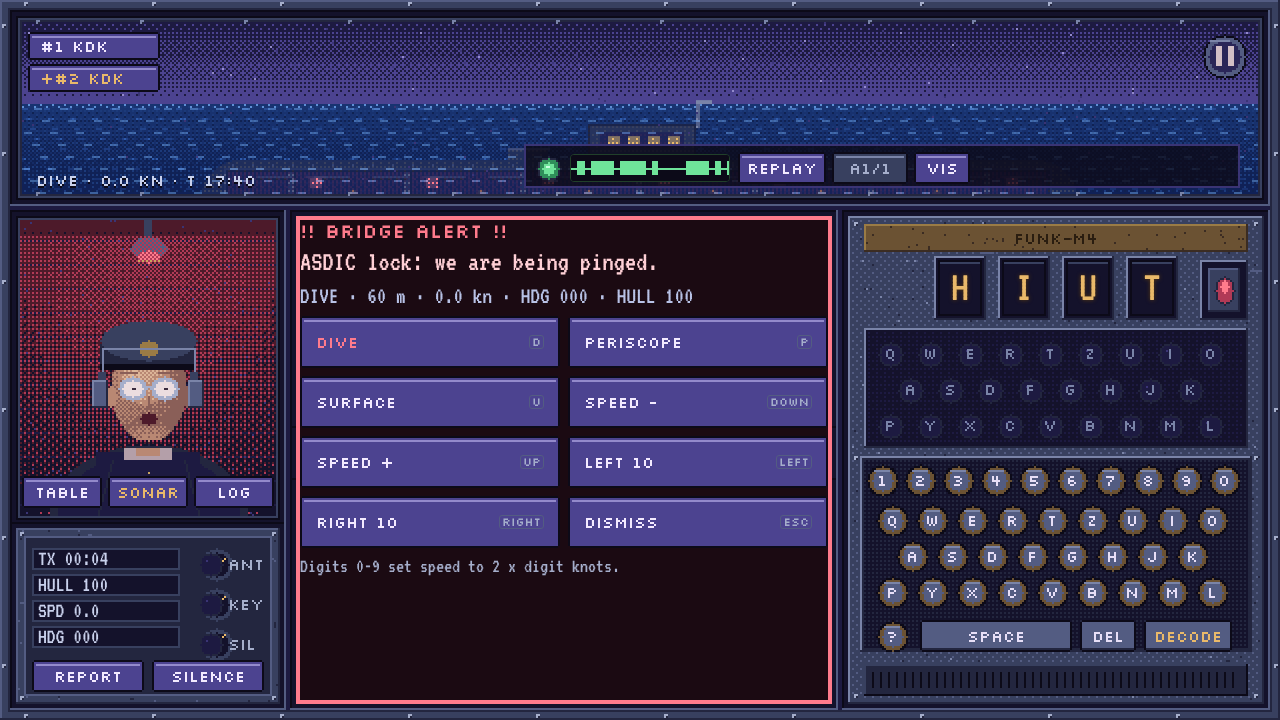 #1 KDK
+#2 KDK
DIVE · 0.0 KN · T 17:40
REPLAY
A1/1
VIS
TABLE
SONAR
LOG
TX 00:04
HULL 100
SPD 0.0
HDG 000
ANT
KEY
SIL
REPORT
SILENCE
!! BRIDGE ALERT !!
ASDIC lock: we are being pinged.
DIVE · 60 m · 0.0 kn · HDG 000 · HULL 100
DIVE D
PERISCOPE P
SURFACE U
SPEED - DOWN
SPEED + UP
LEFT 10 LEFT
RIGHT 10 RIGHT
DISMISS ESC
Digits 0-9 set speed to 2 x digit knots.
FUNK-M4
H I U T
Q W E R T Z U I O
A S D F G H J K
P Y X C V B N M L
1 2 3 4 5 6 7 8 9 0
Q W E R T Z U I O
A S D F G H J K
P Y X C V B N M L
? SPACE DEL DECODE